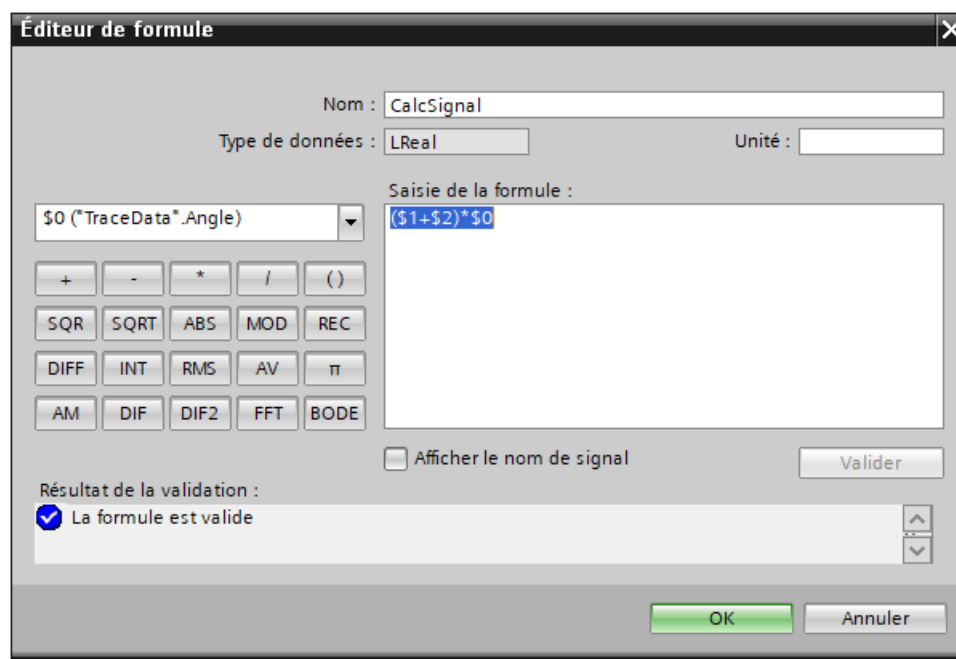 Éditeur de formule
Nom : CalcSignal
Type de données : LReal Unité :
Saisie de la formule :
$0 ("TraceData".Angle)
($1+$2)*$0
+ - * / ( )
SQR SQRT ABS MOD REC
DIFF INT RMS AV π
AM DIF DIF2 FFT BODE
Afficher le nom de signal
Valider
Résultat de la validation :
La formule est valide
OK Annuler